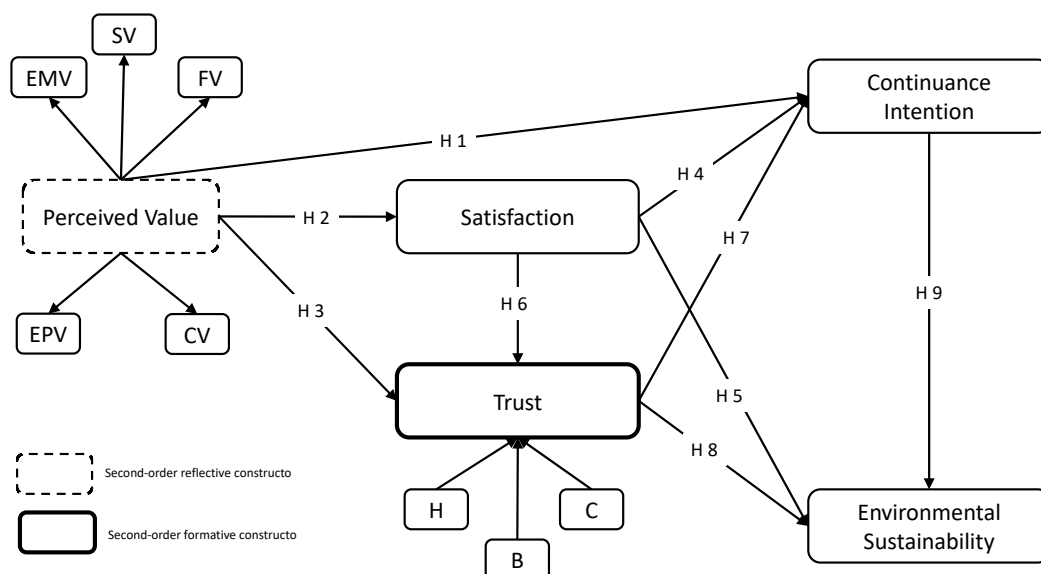 SV
EMV
FV
Continuance
Intention
H 1
H 4
Perceived Value
H 2
Satisfaction
H 7
H 3
H 6
H 9
EPV
CV
Trust
H 5
H 8
Second-order reflective constructo
H
C
Environmental
Sustainability
Second-order formative constructo
B